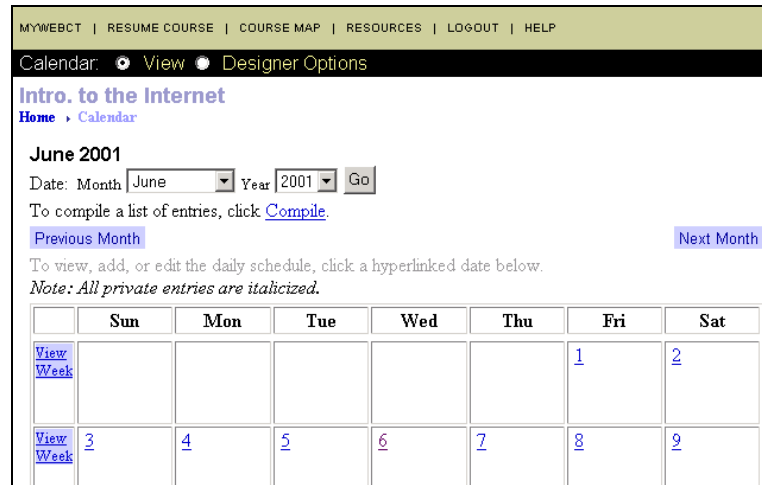 MYWEBCT | RESUME COURSE | COURSE MAP | RESOURCES | LOGOUT | HELP
Calendar: View Designer Options
Intro. to the Internet
Home › Calendar
June 2001
Date: Month June Year 2001 Go
To compile a list of entries, click Compile.
Previous Month Next Month
To view, add, or edit the daily schedule, click a hyperlinked date below.
Note: All private entries are italicized.
Sun Mon Tue Wed Thu Fri Sat
View 1 2
Week
View 3 4 5 6 7 8 9
Week